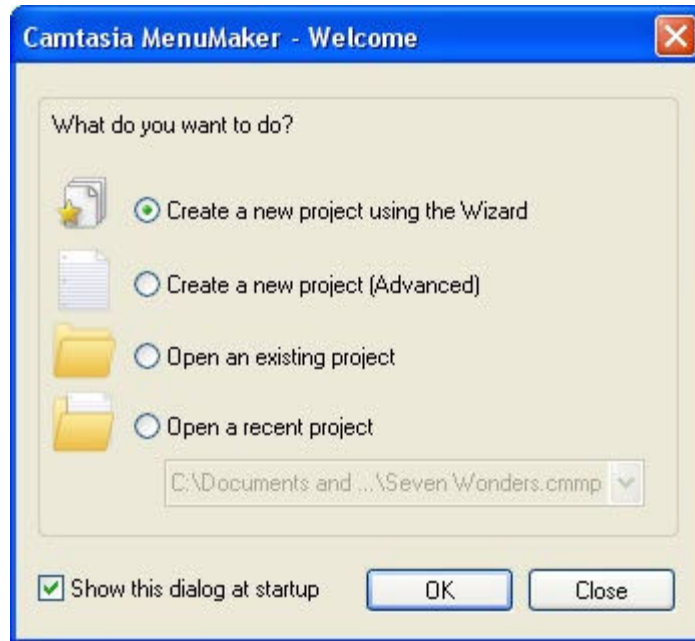 Camtasia MenuMaker - Welcome
What do you want to do?
Create a new project using the Wizard
Create a new project (Advanced)
Open an existing project
Open a recent project
C:\Documents and ...\Seven Wonders.cmmp
Show this dialog at startup OK Close